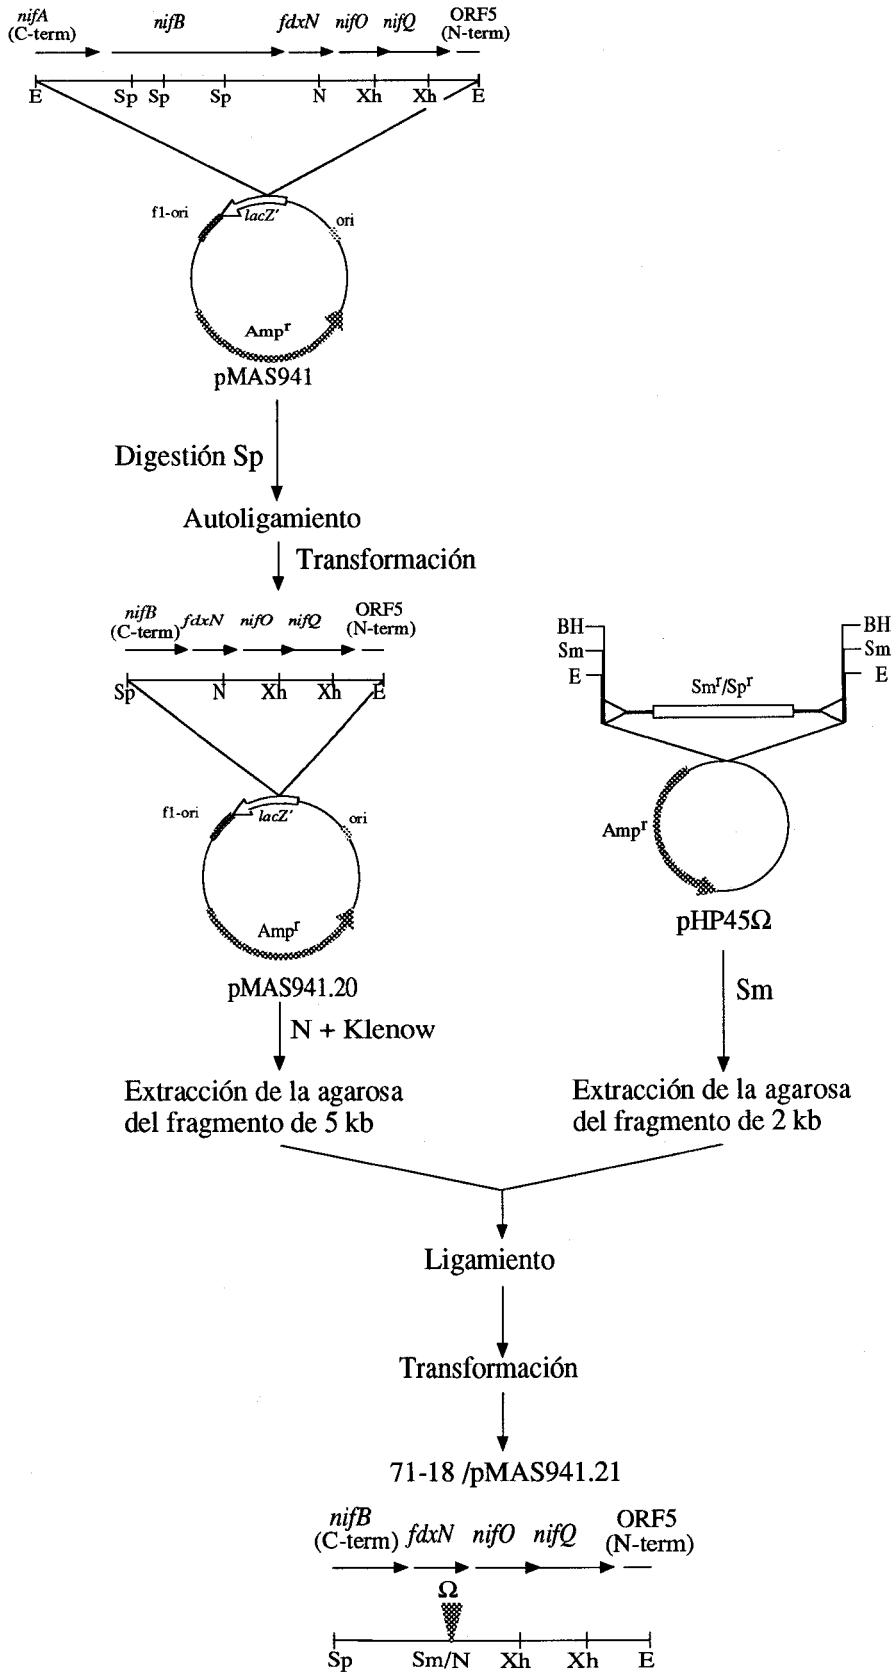 nifA nifB fdxN nifO nifQ ORF5
(C-term) (N-term)
E Sp Sp Sp N Xh Xh E
f1-ori lacZ' ori
Ampr
pMAS941
Digestión Sp
Autoligamiento
Transformación
nifB fdxN nifO nifQ ORF5
(C-term) (N-term)
Sp N Xh Xh E
f1-ori lacZ' ori
Ampr
pMAS941.20
N + Klenow
Extracción de la agarosa
del fragmento de 5 kb
BH BH
Sm Sm
E E
Smr/Spr
Ampr
pHP45Ω
Sm
Extracción de la agarosa
del fragmento de 2 kb
Ligamiento
Transformación
71-18 /pMAS941.21
nifB fdxN nifO nifQ ORF5
(C-term) (N-term)
Ω
Sp Sm/N Xh Xh E